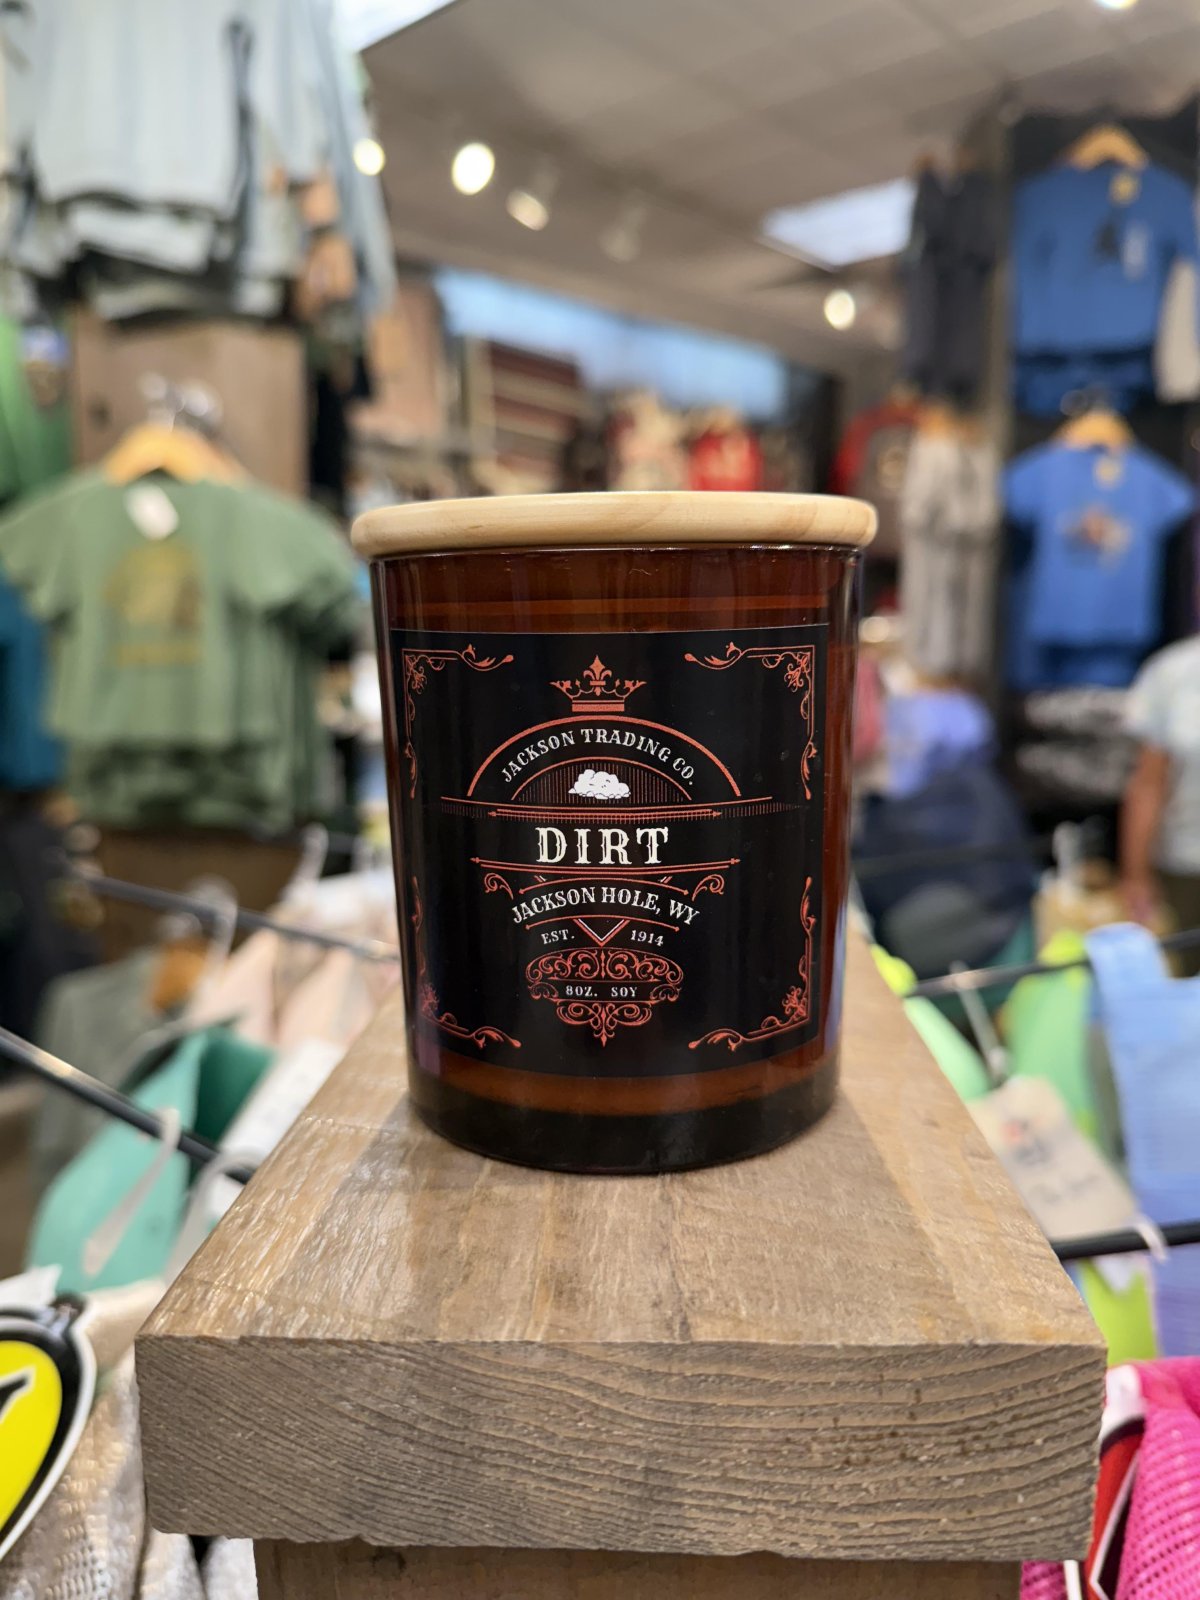 JACKSON TRADING CO.
DIRT
JACKSON HOLE, WY
EST. 1914
8OZ. SOY